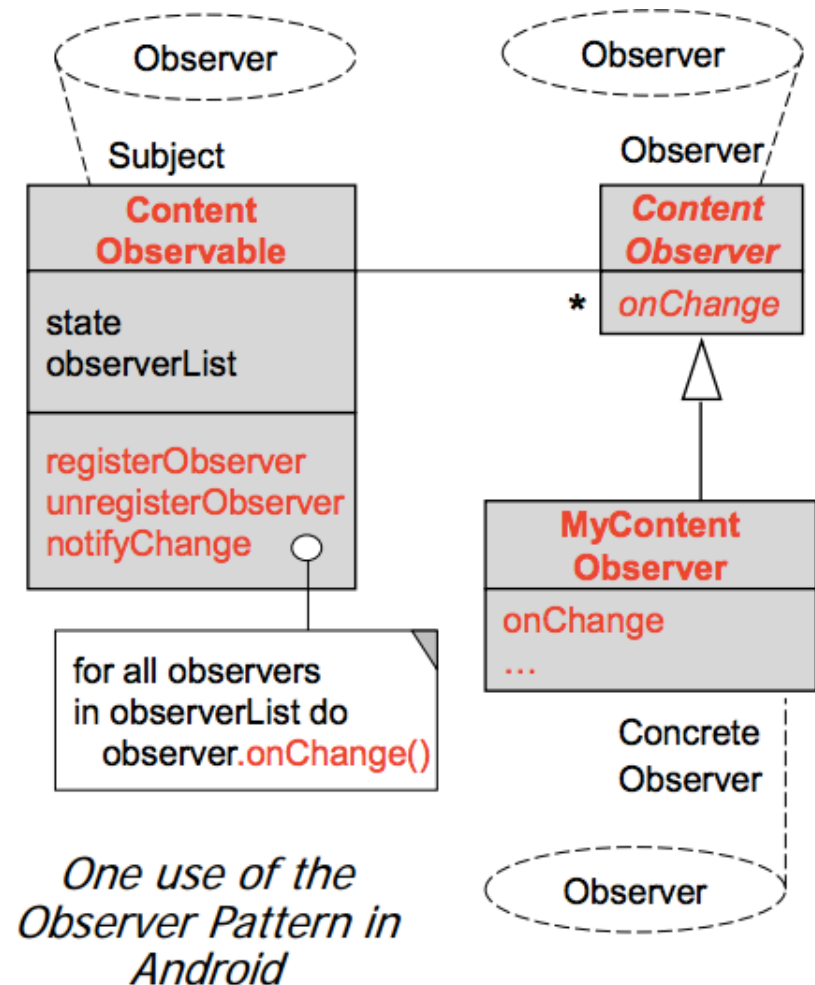 Observer
Subject
Content
Observable
state
observerList
registerObserver
unregisterObserver
notifyChange
for all observers
in observerList do
observer.onChange()
Observer
Observer
Content
Observer
*
onChange
MyContent
Observer
onChange
...
Concrete
Observer
Observer
One use of the
Observer Pattern in
Android